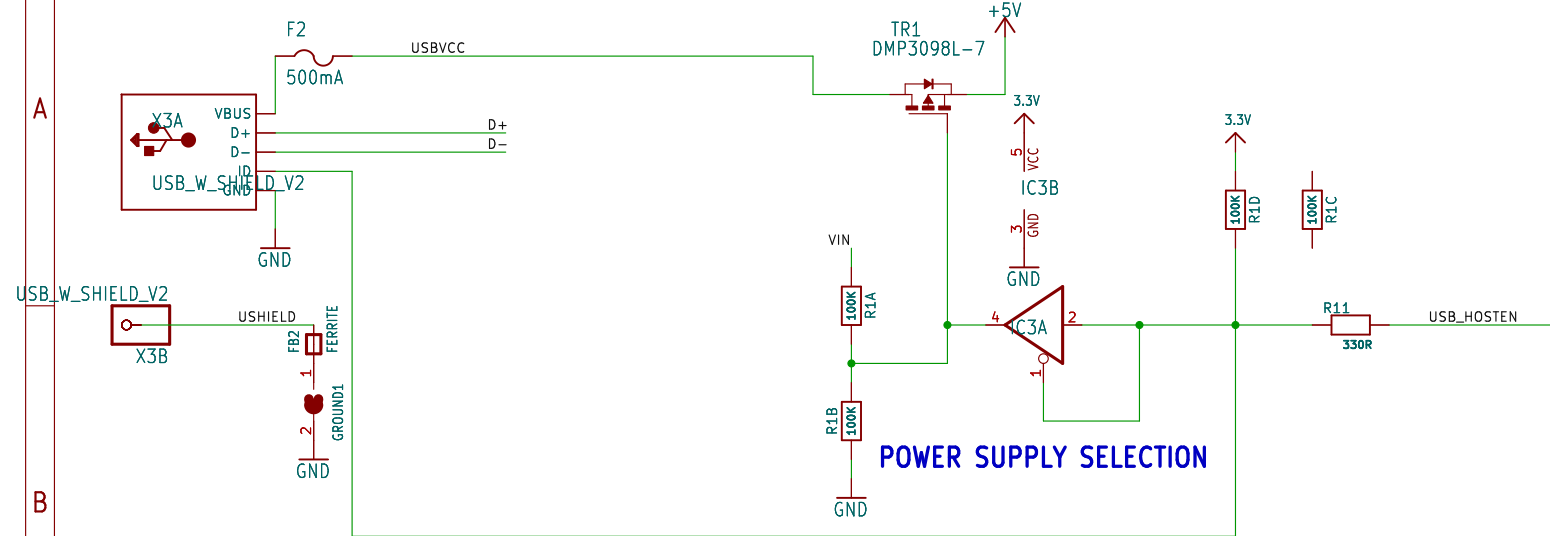 +5V
F2
TR1
DMP3098L-7
USBVCC
500mA
A
3.3V
VBUS
X3A
D+
D+
D-
D-
ID
USB_W_SHIELD_V2
GND
GND
5
VCC
IC3B
3
GND
GND
3.3V
100K
R1D
100K
R1C
VIN
100K
R1A
USB_W_SHIELD_V2
X3B
USHIELD
FB2
FERRITE
1
GROUND1
2
GND
4
IC3A
2
1
R11
330R
USB_HOSTEN
R1B
100K
GND
POWER SUPPLY SELECTION
B